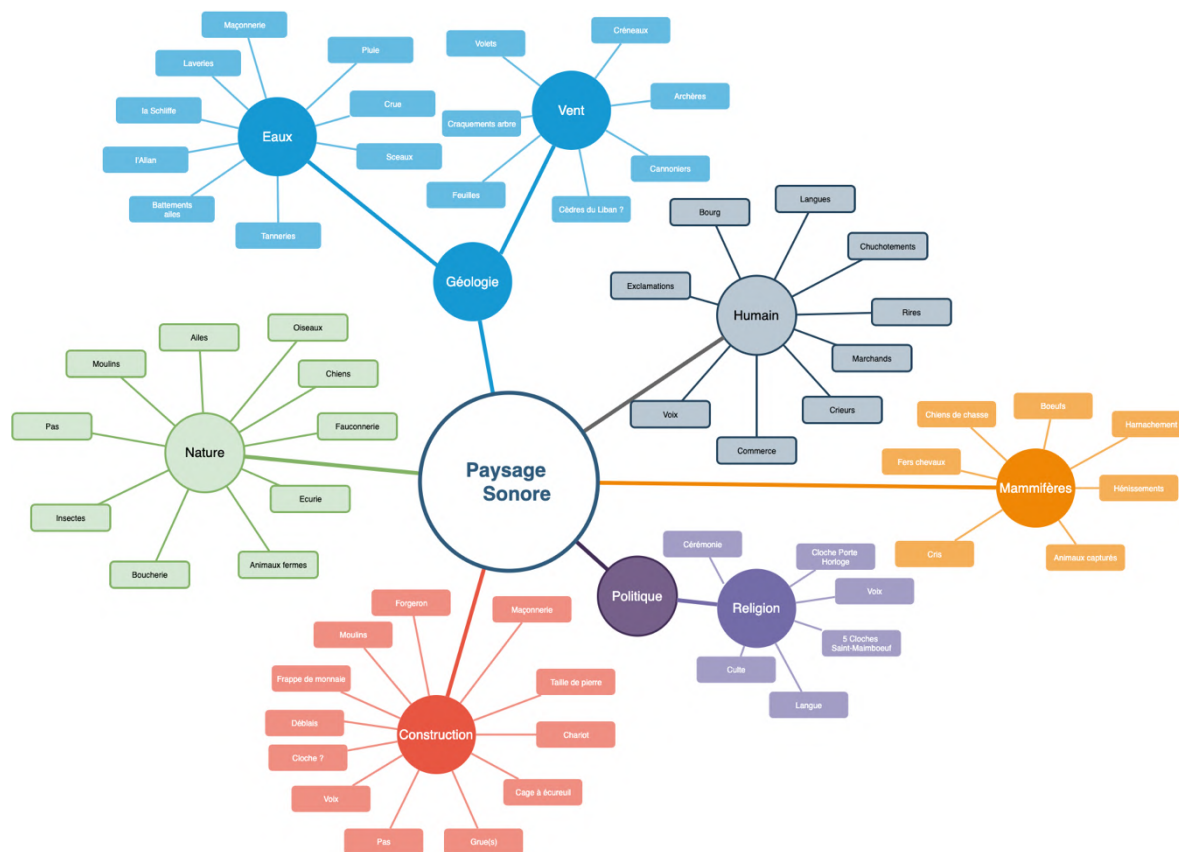 Maçonnerie
Pluie
Laveries
Crue
la Schliffe
Eaux
l'Allan
Sceaux
Battements
ailes
Tanneries
Volets
Créneaux
Archères
Vent
Craquements arbre
Cannoniers
Feuilles
Cèdres du Liban ?
Géologie
Bourg
Langues
Chuchotements
Exclamations
Humain
Rires
Marchands
Voix
Crieurs
Commerce
Ailes
Oiseaux
Moulins
Chiens
Pas
Fauconnerie
Nature
Ecurie
Insectes
Animaux fermes
Boucherie
Paysage
Sonore
Chiens de chasse
Boeufs
Harnachement
Fers chevaux
Mammifères
Hénissements
Cris
Animaux capturés
Politique
Cérémonie
Cloche Porte
Horloge
Voix
Religion
5 Cloches
Saint-Maimboeuf
Culte
Langue
Forgeron
Maçonnerie
Moulins
Frappe de monnaie
Taille de pierre
Déblais
Construction
Chariot
Cloche ?
Voix
Cage à écureuil
Pas
Grue(s)